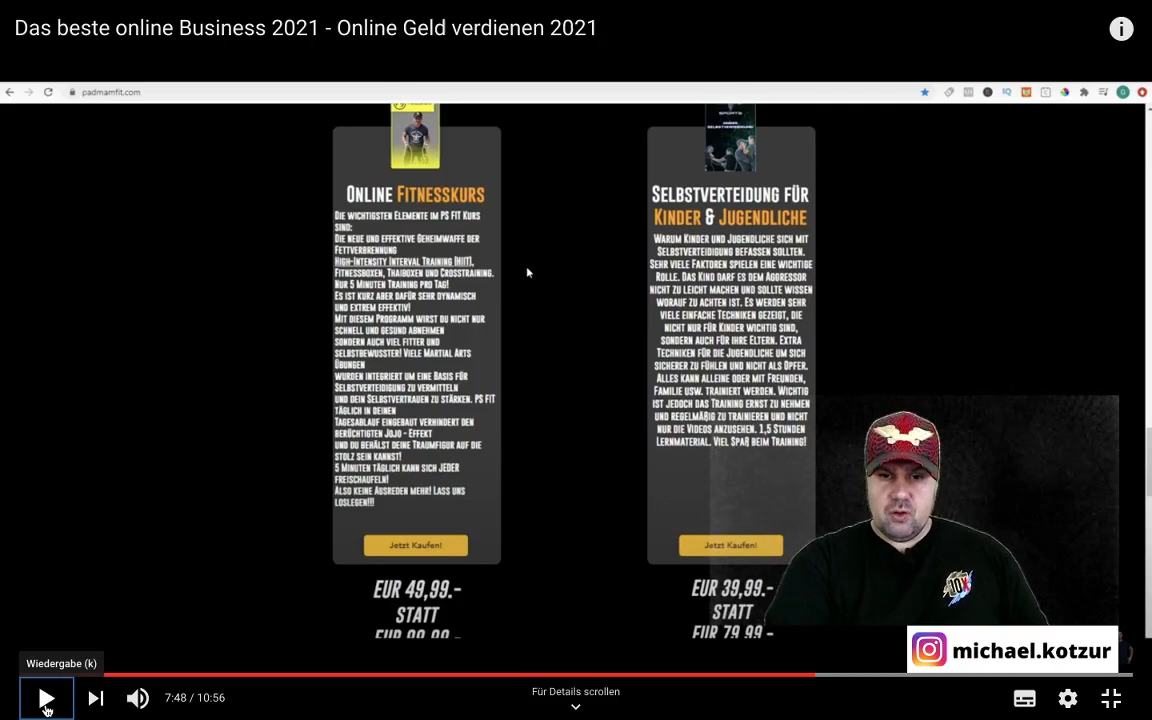 Das beste online Business 2021 - Online Geld verdienen 2021
padmamfit.com
Online Fitnesskurs
Die wichtigsten Elemente im PS Fit Kurs
sind:
Die neue und effektive Geheimwaffe der
Fettverbrennung
High-Intensity Interval Training (HIIT),
Fitnessboxen, Thaiboxen und Crosstraining.
Nur 5 Minuten Training pro Tag!
Es ist kurz aber dafür sehr dynamisch
und extrem effektiv!
Mit diesem Programm wirst du nicht nur
schnell und gesund abnehmen
sondern auch viel fitter und
selbstbewusster! Viele Martial Arts
Übungen
wurden integriert um eine Basis für
Selbstverteidigung zu vermitteln
und dein Selbstvertrauen zu stärken. PS Fit
täglich in deinen
Tagesablauf eingebaut verhindert den
berüchtigten Jojo - Effekt
und du behälst deine Traumfigur auf die
stolz sein kannst!
5 Minuten täglich kann sich jeder
freischaufeln!
Also keine Ausreden mehr! Lass uns
loslegen!!!
Jetzt Kaufen!
EUR 49,99.-
STATT
EUR 99,99.-
Selbstverteidung für
Kinder & Jugendliche
Warum Kinder und Jugendliche sich mit
Selbstverteidigung befassen sollten.
Sehr viele Faktoren spielen eine wichtige
Rolle. Das Kind darf es dem Aggressor
nicht zu leicht machen und sollte wissen
worauf zu achten ist. Es werden sehr
viele einfache Techniken gezeigt, die
nicht nur für Kinder wichtig sind,
sondern auch für ihre Eltern. Extra
Techniken für die Jugendliche um sich
sicherer zu fühlen und nicht als Opfer.
Alles kann alleine oder mit Freunden,
Familie usw. trainiert werden. Wichtig
ist jedoch das Training ernst zu nehmen
und regelmäßig zu trainieren und nicht
nur die Videos anzusehen. 1,5 Stunden
Lernmaterial. Viel Spaß beim Training!
Jetzt Kaufen!
EUR 39,99.-
STATT
EUR 79,99.-
10X
michael.kotzur
Wiedergabe (k)
7:48 / 10:56
Für Details scrollen